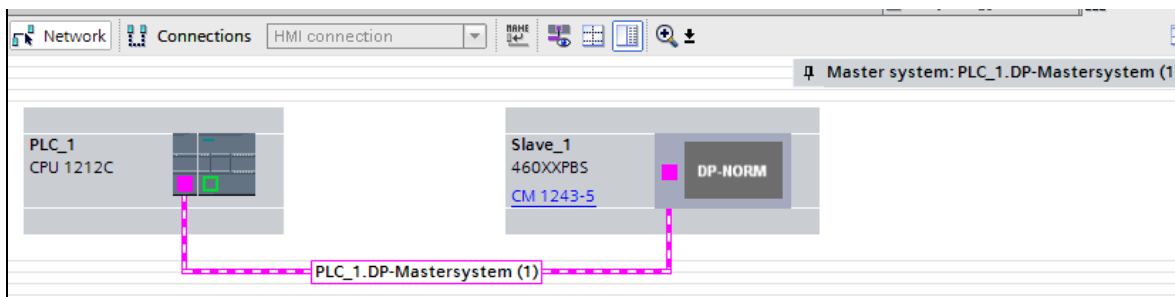 Network Connections HMI connection NAME
Master system: PLC_1.DP-Mastersystem (1
PLC_1
CPU 1212C
Slave_1
460XXPBS
CM 1243-5
DP-NORM
PLC_1.DP-Mastersystem (1)